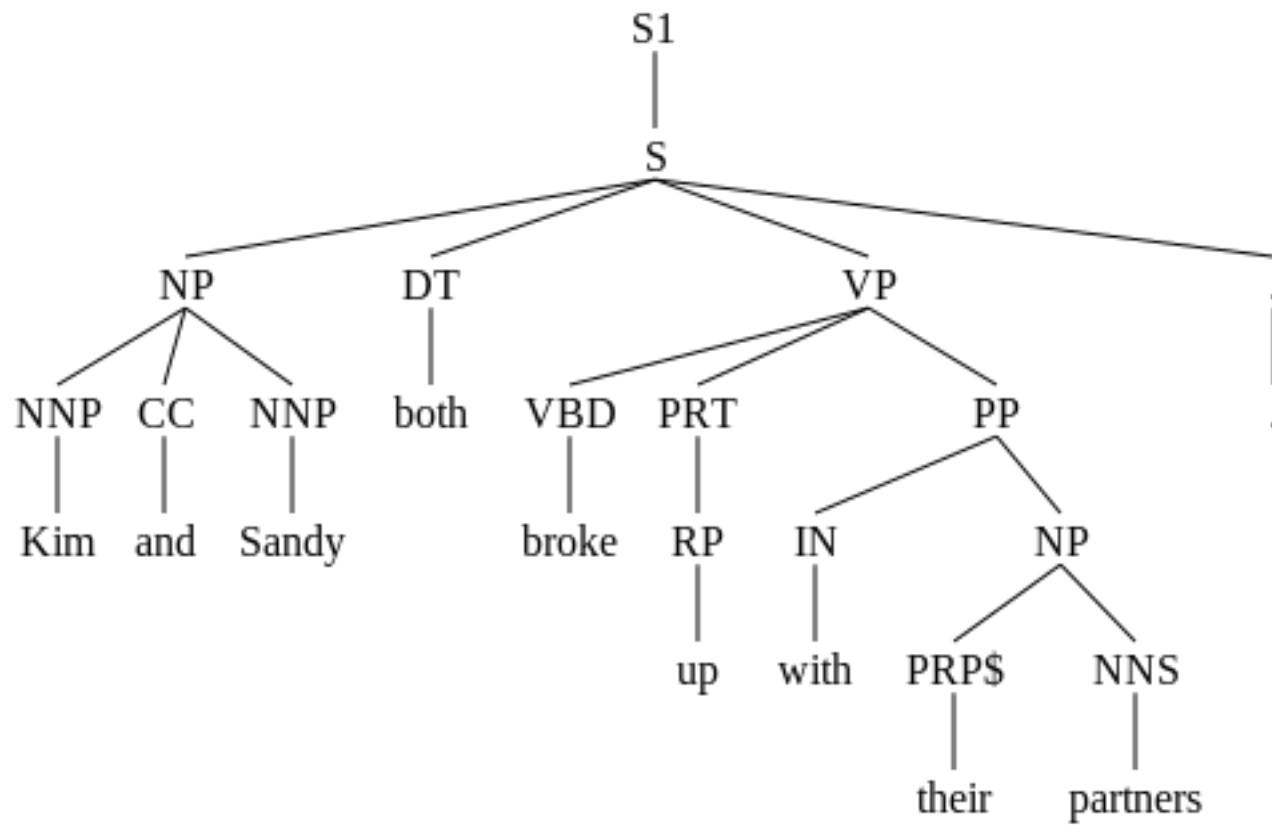 S1
S
NP DT VP
NNP CC NNP both VBD PRT PP
Kim and Sandy broke RP IN NP
up with PRP$ NNS
their partners